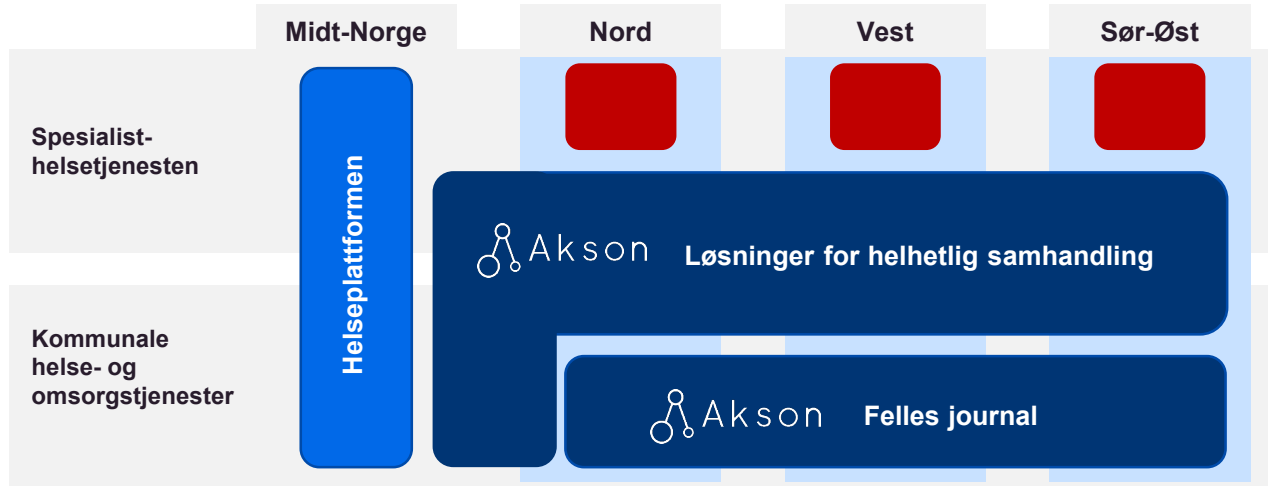 Midt-Norge
Nord
Vest
Sør-Øst
Spesialist-
helsetjenesten
Helseplattformen
Akson
Løsninger for helhetlig samhandling
Kommunale
helse- og
omsorgstjenester
Akson
Felles journal